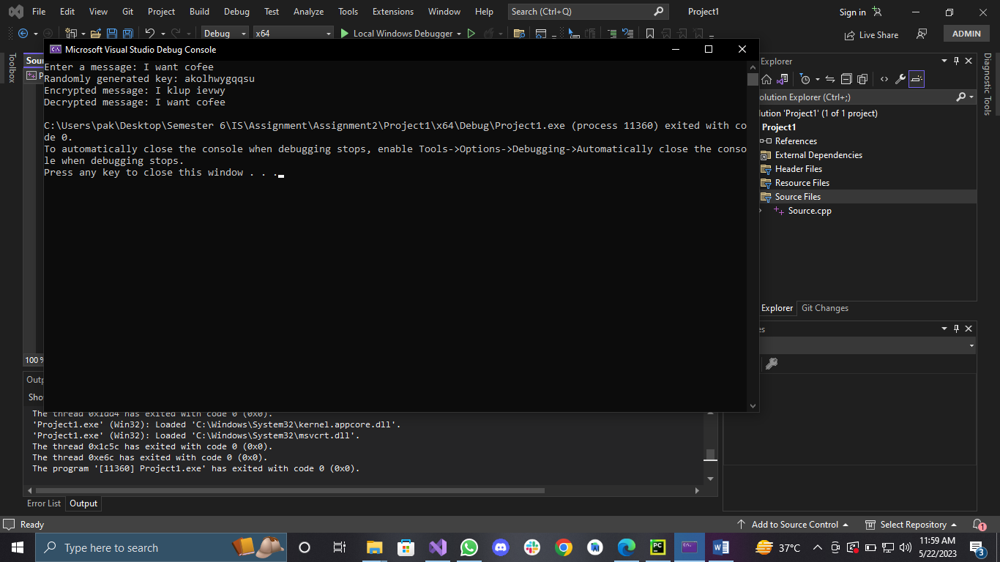 File Edit View Git Project Build Debug Test Analyze Tools Extensions Window Help Search (Ctrl+Q) Project1 Sign in
Debug x64 Local Windows Debugger Live Share ADMIN
Toolbox
Sour
Microsoft Visual Studio Debug Console
Enter a message: I want cofee
Randomly generated key: akolhwygqqsu
Encrypted message: I klup ievwy
Decrypted message: I want cofee
C:\Users\pak\Desktop\Semester 6\IS\Assignment\Assignment2\Project1\x64\Debug\Project1.exe (process 11360) exited with co
de 0.
To automatically close the console when debugging stops, enable Tools->Options->Debugging->Automatically close the conso
le when debugging stops.
Press any key to close this window . . .
Explorer
olution Explorer (Ctrl+;)
lution 'Project1' (1 of 1 project)
Project1
References
External Dependencies
Header Files
Resource Files
Source Files
Source.cpp
Explorer Git Changes
es
Diagnostic Tools
100 %
Outp
Sho
The thread 0x1dd4 has exited with code 0 (0x0).
'Project1.exe' (Win32): Loaded 'C:\Windows\System32\kernel.appcore.dll'.
'Project1.exe' (Win32): Loaded 'C:\Windows\System32\msvcrt.dll'.
The thread 0x1c5c has exited with code 0 (0x0).
The thread 0xe6c has exited with code 0 (0x0).
The program '[11360] Project1.exe' has exited with code 0 (0x0).
Error List Output
Ready Add to Source Control Select Repository 1
Type here to search 37°C 11:59 AM
5/22/2023 3